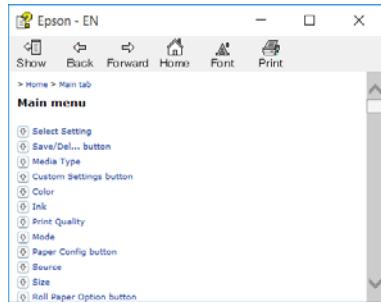 Epson - EN
Show Back Forward Home Font Print
> Home > Main tab
Main menu
Select Setting
Save/Del... button
Media Type
Custom Settings button
Color
Ink
Print Quality
Mode
Paper Config button
Source
Size
Roll Paper Option button